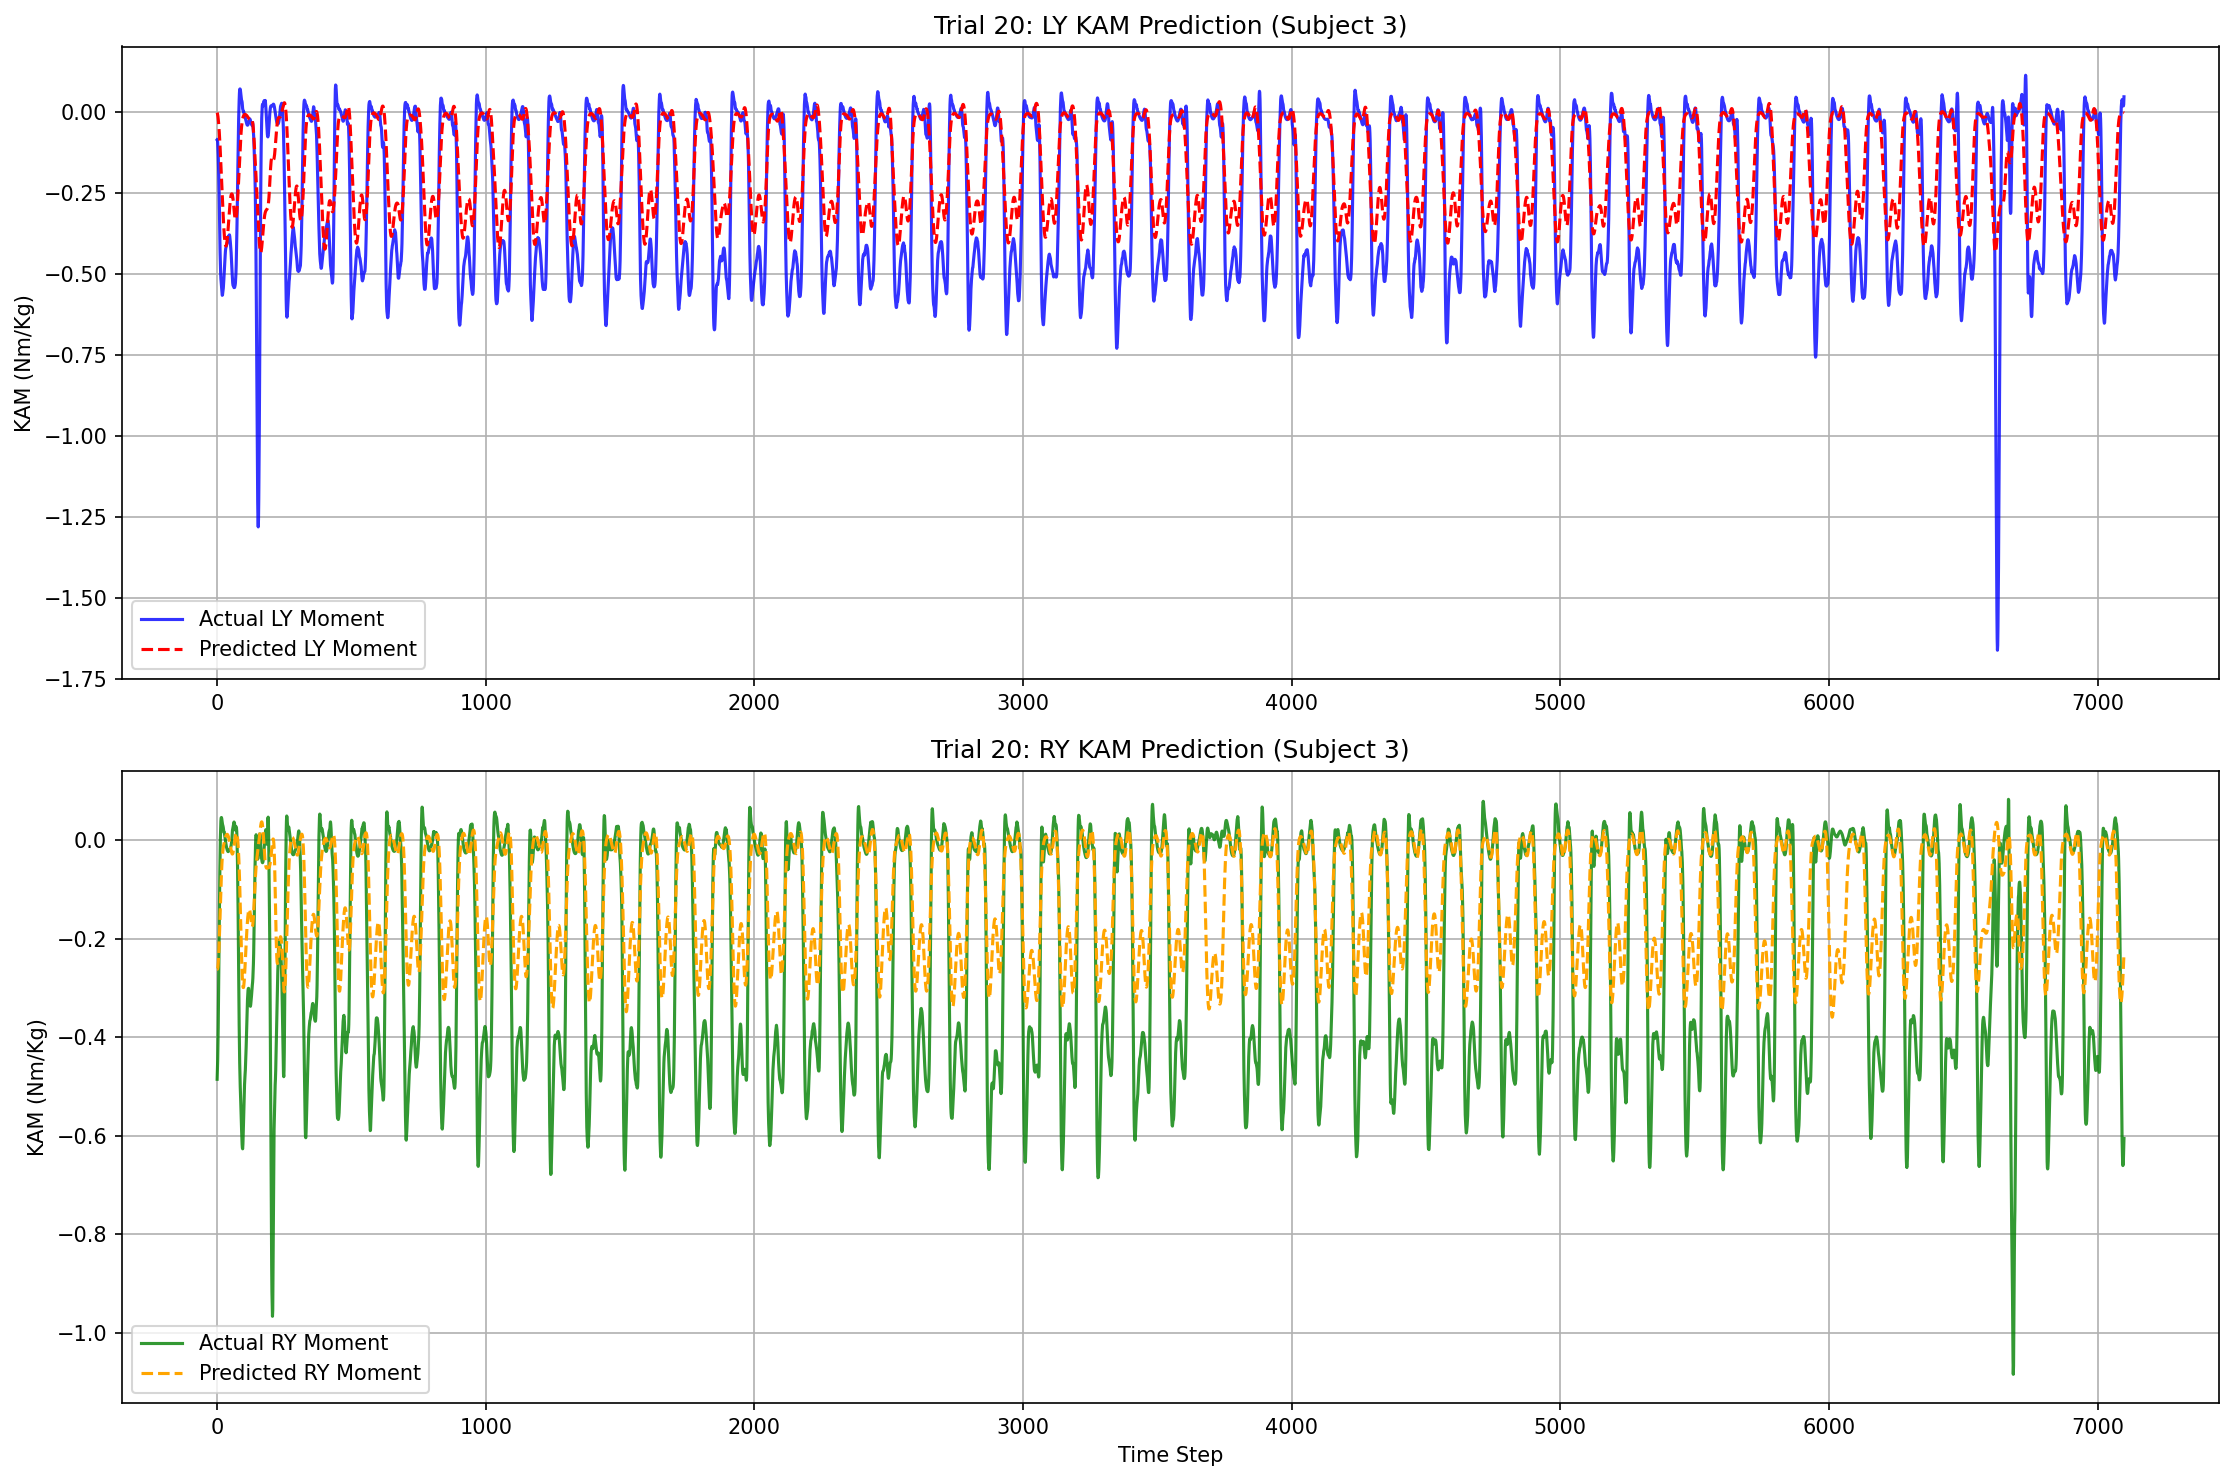 Trial 20: LY KAM Prediction (Subject 3)
KAM (Nm/Kg)
0.00
−0.25
−0.50
−0.75
−1.00
−1.25
−1.50
−1.75
Actual LY Moment
Predicted LY Moment
0 1000 2000 3000 4000 5000 6000 7000
Trial 20: RY KAM Prediction (Subject 3)
KAM (Nm/Kg)
0.0
−0.2
−0.4
−0.6
−0.8
−1.0
Actual RY Moment
Predicted RY Moment
0 1000 2000 3000 4000 5000 6000 7000
Time Step